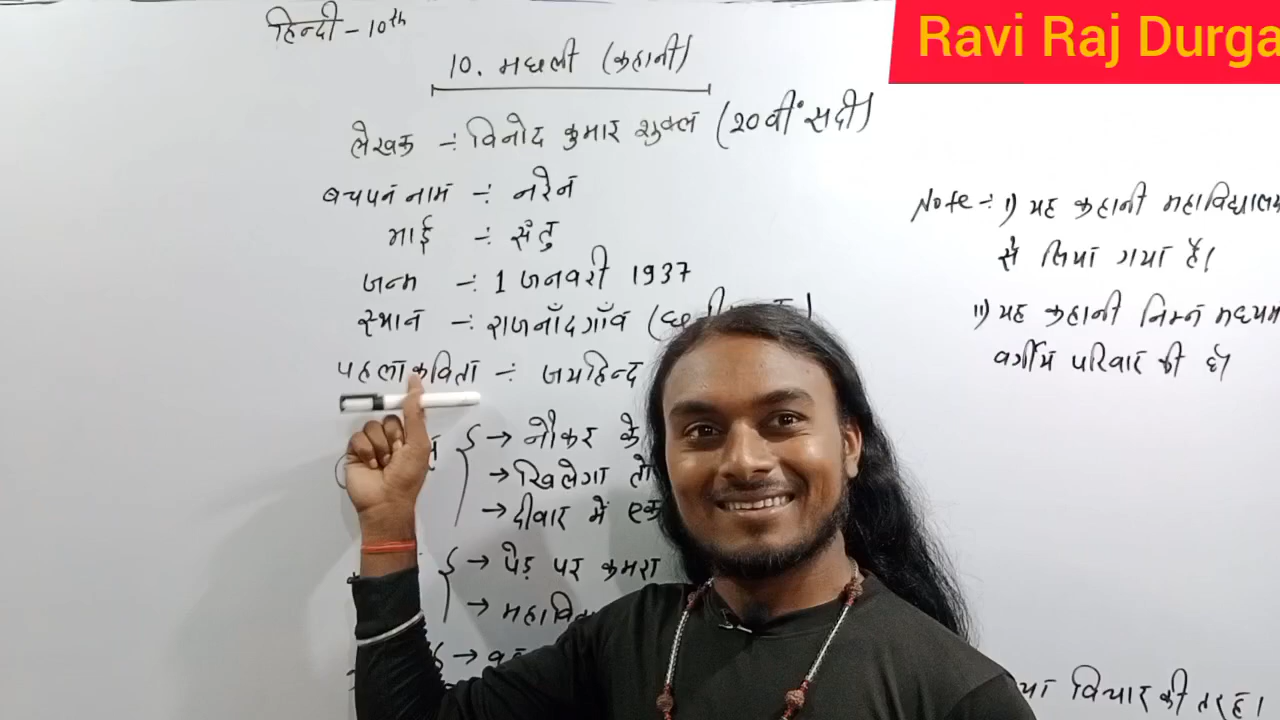 Ravi Raj Durga
हिन्दी - 10th
10. मछली (कहानी)
लेखक :- विनोद कुमार शुक्ल (20वीं सदी)
बचपन नाम :- नरेन
भाई :- संतु
जन्म :- 1 जनवरी 1937
स्थान :- राजनाँदगाँव
पहला कविता :- जयहिन्द
→ नौकर के
→ खिलेगा तो
→ दीवार में एक
→ पेड़ पर कमरा
→
→
Note :- i) यह कहानी महाविद्यालय
से लिया गया है।
ii) यह कहानी निम्न मध्यम
वर्गीय परिवार की है।
विचार की तरह।